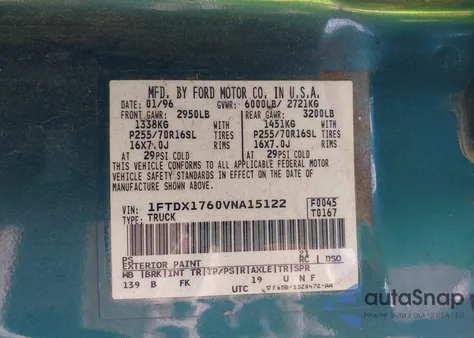 MFD. BY FORD MOTOR CO. IN U.S.A.
DATE: 01/96 GVWR: 6000LB/ 2721KG
FRONT GAWR: 2950LB REAR GAWR: 3200LB
1338KG WITH 1451KG WITH
P255/70R16SL TIRES P255/70R16SL TIRES
16X7.0J RIMS 16X7.0J RIMS
AT 29PSI COLD AT 29PSI COLD
THIS VEHICLE CONFORMS TO ALL APPLICABLE FEDERAL MOTOR
VEHICLE SAFETY STANDARDS IN EFFECT ON THE DATE OF
MANUFACTURE SHOWN ABOVE.
VIN: 1FTDX1760VNA15122 F0045
TYPE: TRUCK T0167
PS 21
EXTERIOR PAINT RC DSO
WB BRK INT TR TP/PS R AXLE TR SPR
139 B FK 19 U N F
UTC
autoSnap